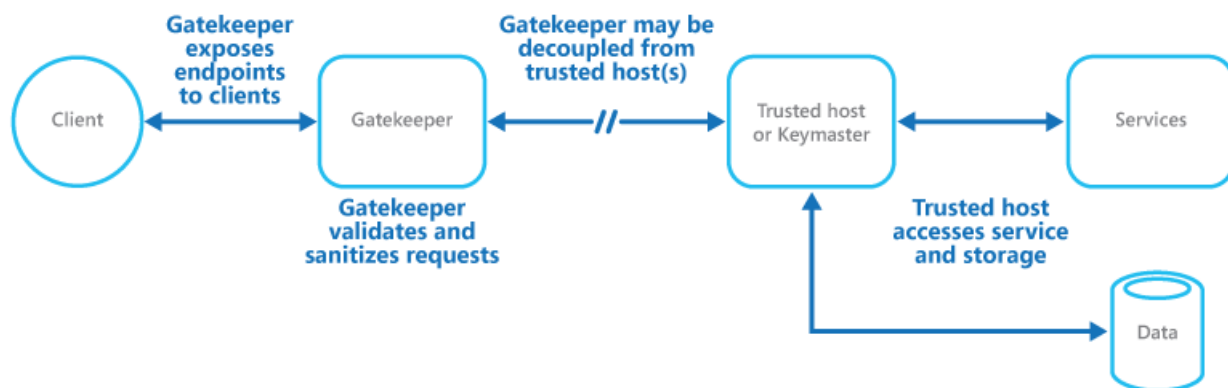 Gatekeeper
exposes
endpoints
to clients
Gatekeeper may be
decoupled from
trusted host(s)
Client
Gatekeeper
Trusted host
or Keymaster
Services
Gatekeeper
validates and
sanitizes requests
Trusted host
accesses service
and storage
Data